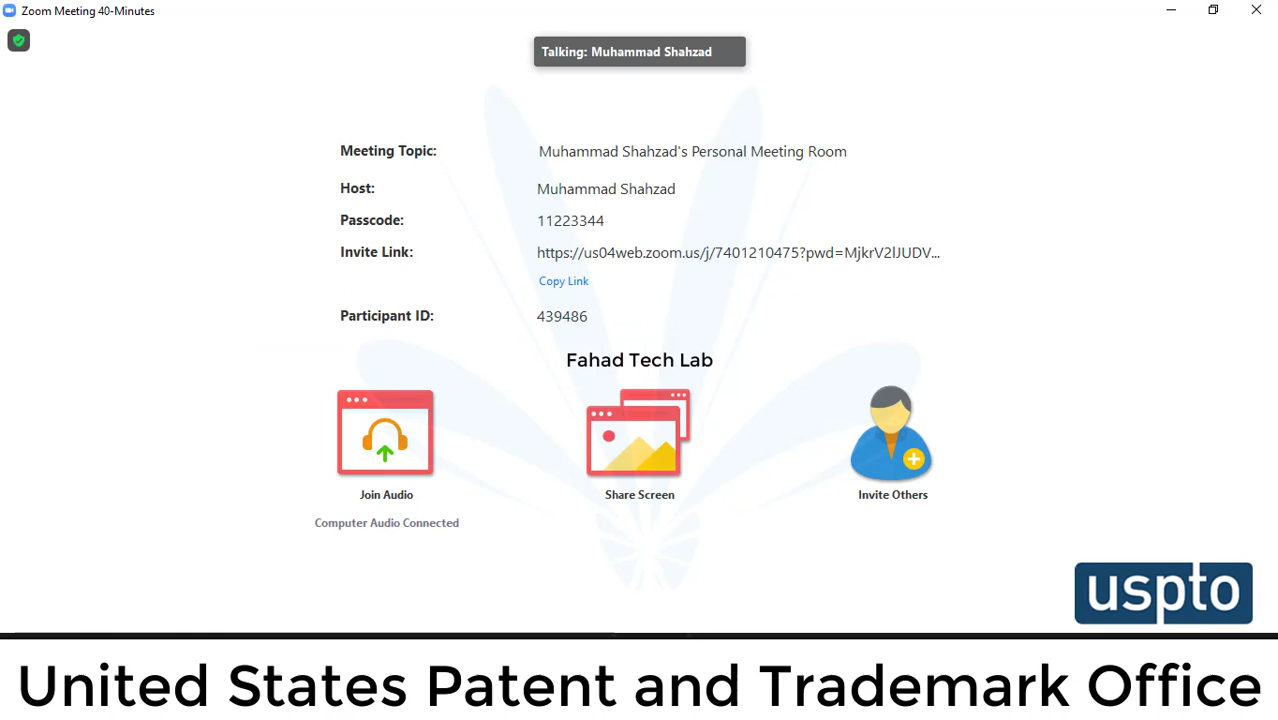 Zoom Meeting 40-Minutes
Talking: Muhammad Shahzad
Meeting Topic: Muhammad Shahzad's Personal Meeting Room
Host: Muhammad Shahzad
Passcode: 11223344
Invite Link: https://us04web.zoom.us/j/7401210475?pwd=MjkrV2lJUDV...
Copy Link
Participant ID: 439486
Fahad Tech Lab
Join Audio Share Screen Invite Others
Computer Audio Connected
uspto
United States Patent and Trademark Office